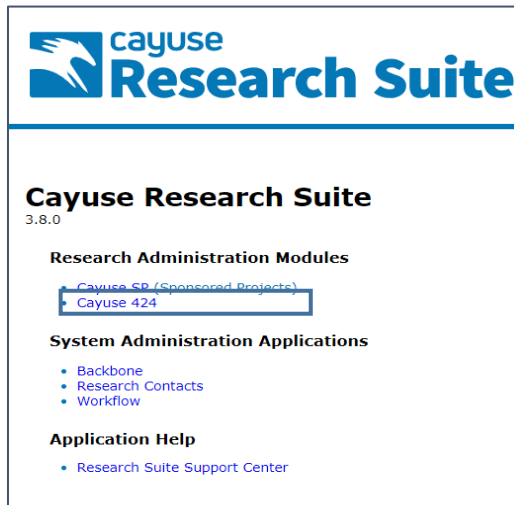 cayuse
Research Suite
Cayuse Research Suite
3.8.0
Research Administration Modules
• Cayuse SP (Sponsored Projects)
• Cayuse 424
System Administration Applications
• Backbone
• Research Contacts
• Workflow
Application Help
• Research Suite Support Center